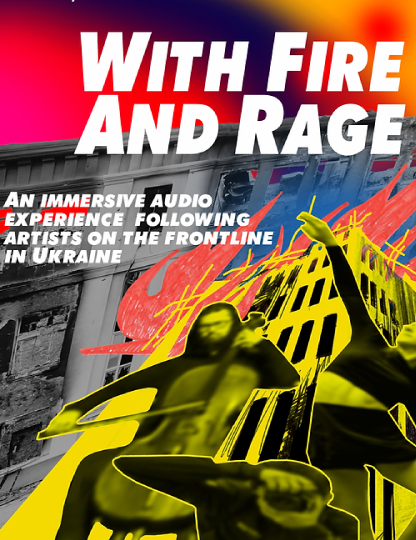 WITH FIRE
AND RAGE
AN IMMERSIVE AUDIO
EXPERIENCE FOLLOWING
ARTISTS ON THE FRONTLINE
IN UKRAINE